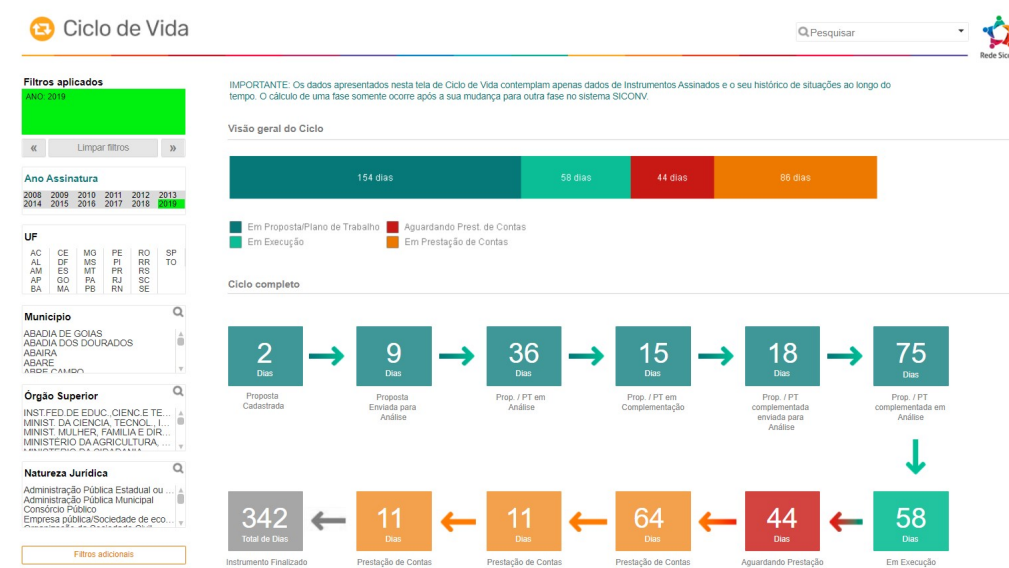 Ciclo de Vida
Pesquisar
Rede
Filtros aplicados
ANO: 2019
« Limpar filtros »
Ano Assinatura
2008 2009 2010 2011 2012 2013
2014 2015 2016 2017 2018 2019
UF
AC CE MG PE RO SP
AL DF MS PI RR TO
AM ES MT PR RS
AP GO PA RJ SC
BA MA PB RN SE
Município
ABADIA DE GOIAS
ABADIA DOS DOURADOS
ABAIRA
ABARE
ABRE CAMPO
Órgão Superior
INST.FED.DE EDUC.,CIENC.E TE...
MINIST. DA CIENCIA, TECNOL., I...
MINIST. MULHER, FAMILIA E DIR...
MINISTERIO DA AGRICULTURA, ...
MINISTERIO DA CIDADANIA
Natureza Jurídica
Administração Pública Estadual ou ...
Administração Pública Municipal
Consórcio Público
Empresa pública/Sociedade de eco...
Organização da Sociedade Civil
Filtros adicionais
IMPORTANTE: Os dados apresentados nesta tela de Ciclo de Vida contemplam apenas dados de Instrumentos Assinados e o seu histórico de situações ao longo do
tempo. O cálculo de uma fase somente ocorre após a sua mudança para outra fase no sistema SICONV.
Visão geral do Ciclo
154 dias 58 dias 44 dias 86 dias
Em Proposta/Plano de Trabalho Aguardando Prest. de Contas
Em Execução Em Prestação de Contas
Ciclo completo
2 9 36 15 18 75
Dias Dias Dias Dias Dias Dias
Proposta Proposta Prop. / PT em Prop. / PT em Prop. / PT Prop. / PT
Cadastrada Enviada para Análise Complementação complementada complementada em
Análise enviada para Análise
Análise
342 11 11 64 44 58
Total de Dias Dias Dias Dias Dias Dias
Instrumento Finalizado Prestação de Contas Prestação de Contas Prestação de Contas Aguardando Prestação Em Execução